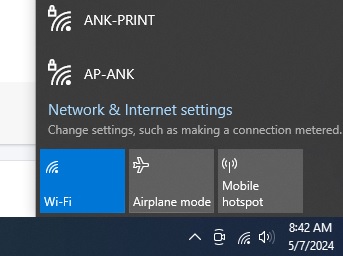 ANK-PRINT
AP-ANK
Network & Internet settings
Change settings, such as making a connection metered.
Wi-Fi
Airplane mode
Mobile
hotspot
8:42 AM
5/7/2024